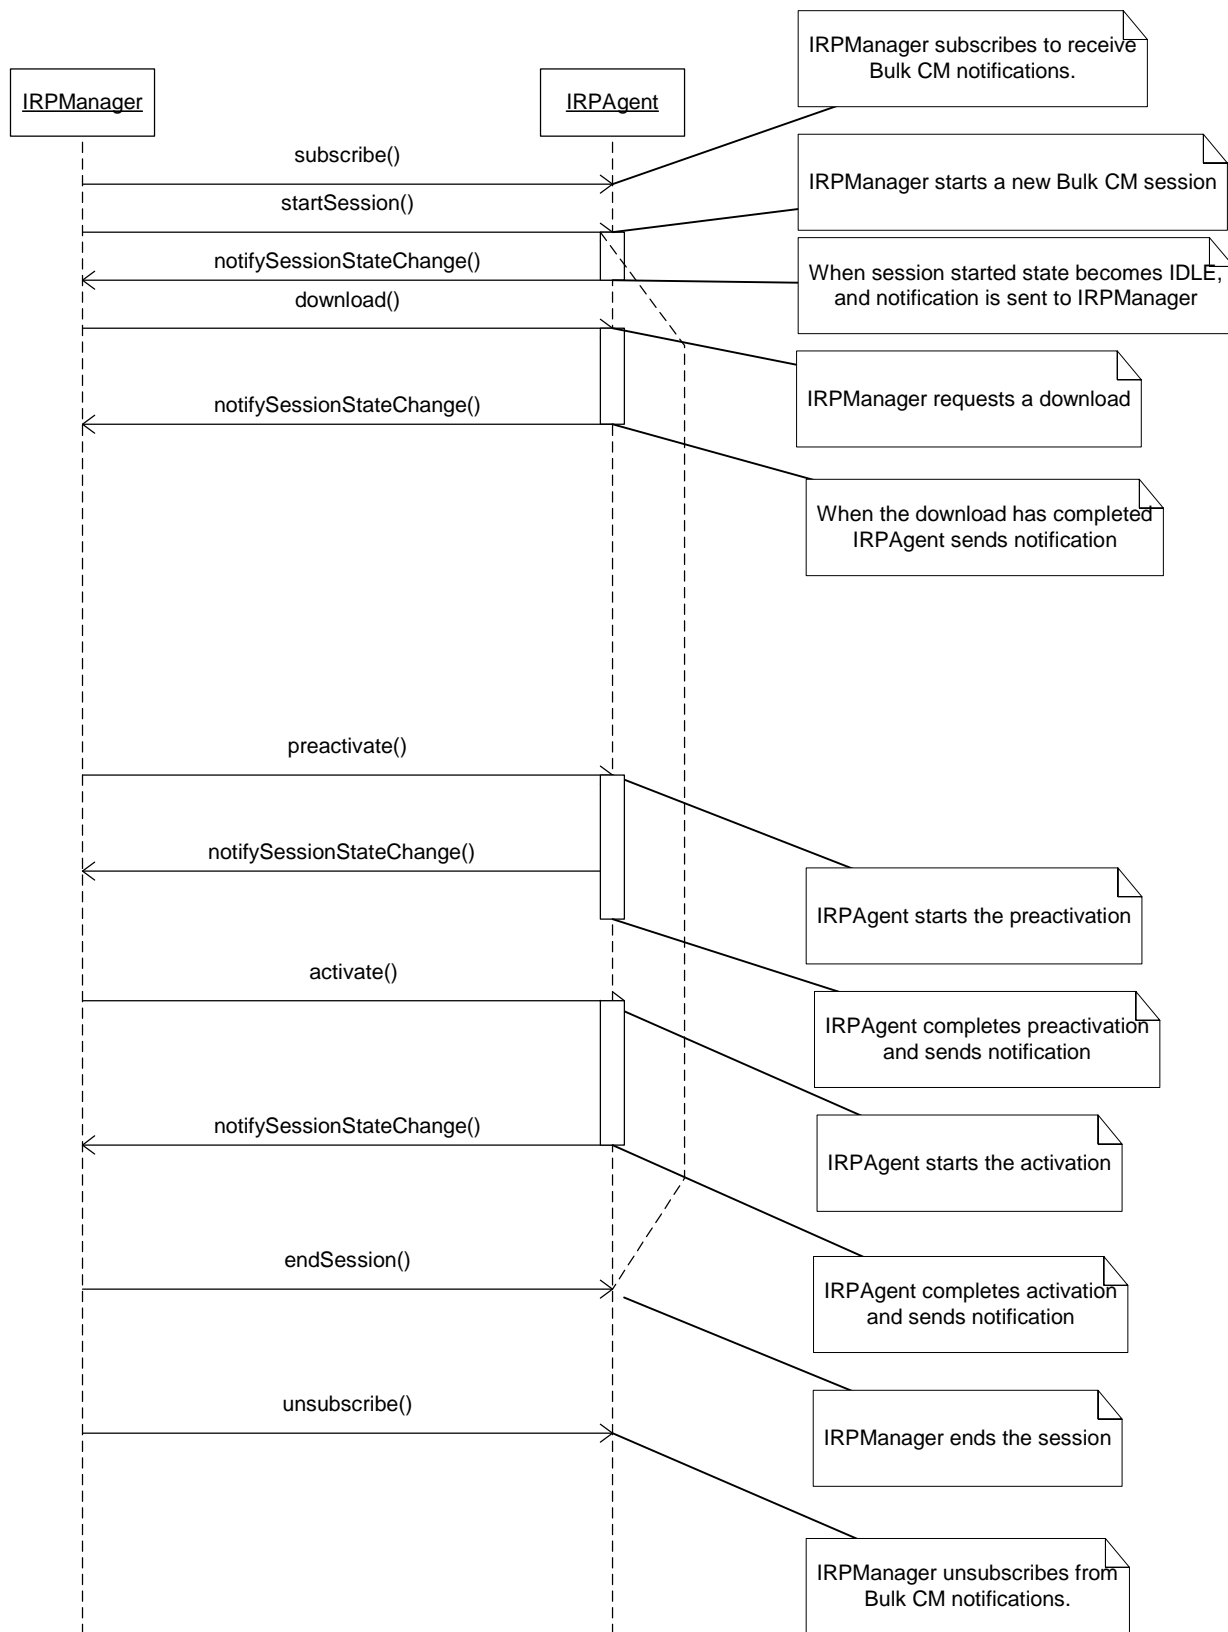 IRPManager subscribes to receive
Bulk CM notifications.
IRPManager
IRPAgent
subscribe()
IRPManager starts a new Bulk CM session
startSession()
notifySessionStateChange()
When session started state becomes IDLE,
and notification is sent to IRPManager
download()
IRPManager requests a download
notifySessionStateChange()
When the download has completed
IRPAgent sends notification
preactivate()
notifySessionStateChange()
IRPAgent starts the preactivation
activate()
IRPAgent completes preactivation
and sends notification
notifySessionStateChange()
IRPAgent starts the activation
endSession()
IRPAgent completes activation
and sends notification
unsubscribe()
IRPManager ends the session
IRPManager unsubscribes from
Bulk CM notifications.